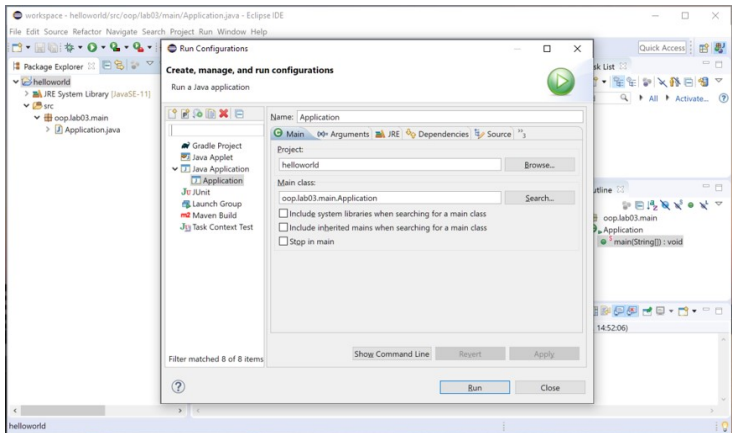 workspace - helloworld/src/oop/lab03/main/Application.java - Eclipse IDE
File Edit Source Refactor Navigate Search Project Run Window Help
Quick Access
Package Explorer
helloworld
JRE System Library [JavaSE-11]
src
oop.lab03.main
Application.java
Run Configurations
Create, manage, and run configurations
Run a Java application
Gradle Project
Java Applet
Java Application
Application
JUnit
Launch Group
Maven Build
Task Context Test
Filter matched 8 of 8 items
Name: Application
Main Arguments JRE Dependencies Source "3
Project:
helloworld Browse...
Main class:
oop.lab03.main.Application Search...
Include system libraries when searching for a main class
Include inherited mains when searching for a main class
Stop in main
Show Command Line Revert Apply
Run Close
sk List
All Activate...
utline
oop.lab03.main
Application
main(String[]) : void
14:52:06)
helloworld